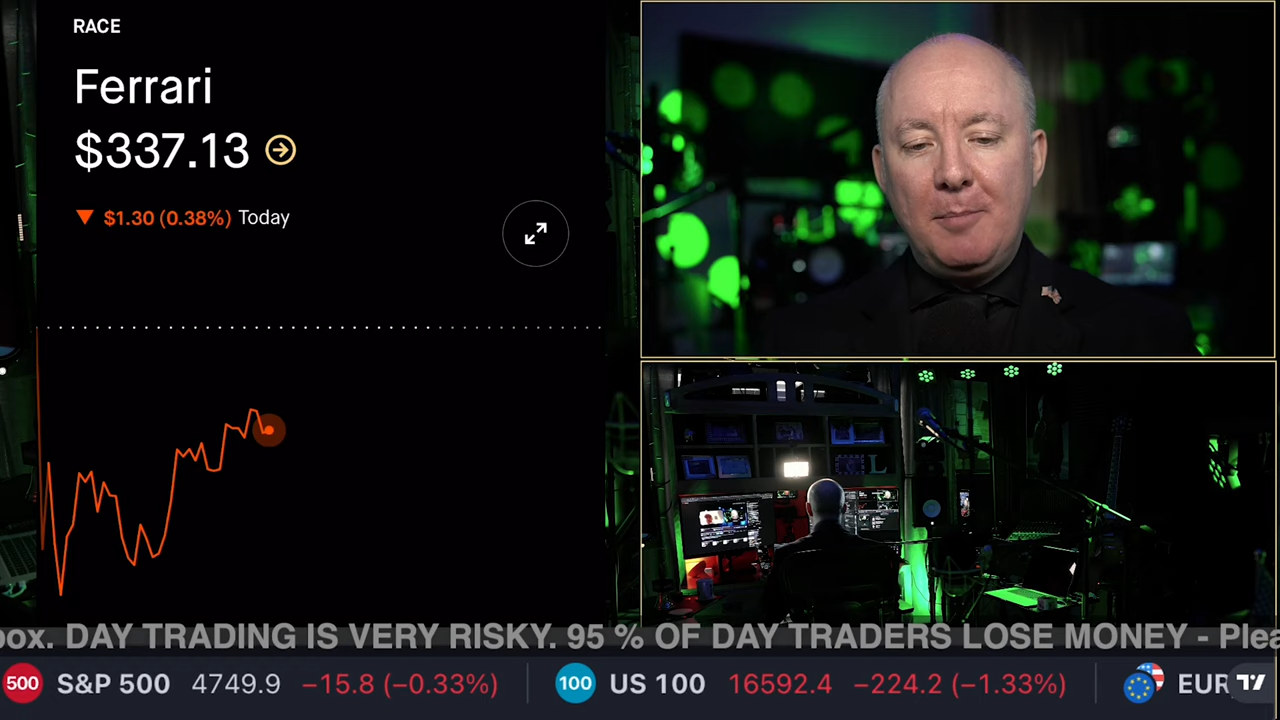 RACE
Ferrari
$337.13
▼ $1.30 (0.38%) Today
L
box. DAY TRADING IS VERY RISKY. 95 % OF DAY TRADERS LOSE MONEY - Plea
500 S&P 500 4749.9 −15.8 (−0.33%) 100 US 100 16592.4 −224.2 (−1.33%) EUR